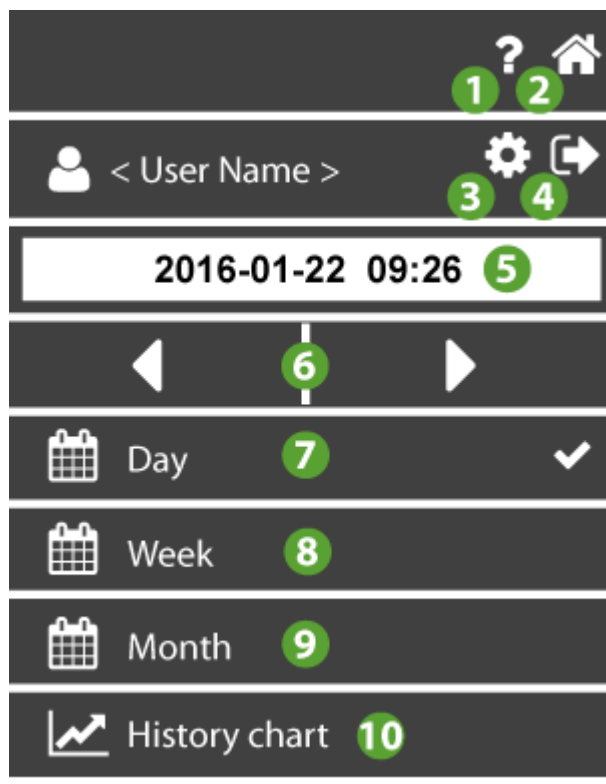 ?
1 2
< User Name >
3 4
2016-01-22 09:26 5
6
Day 7
Week 8
Month 9
History chart 10